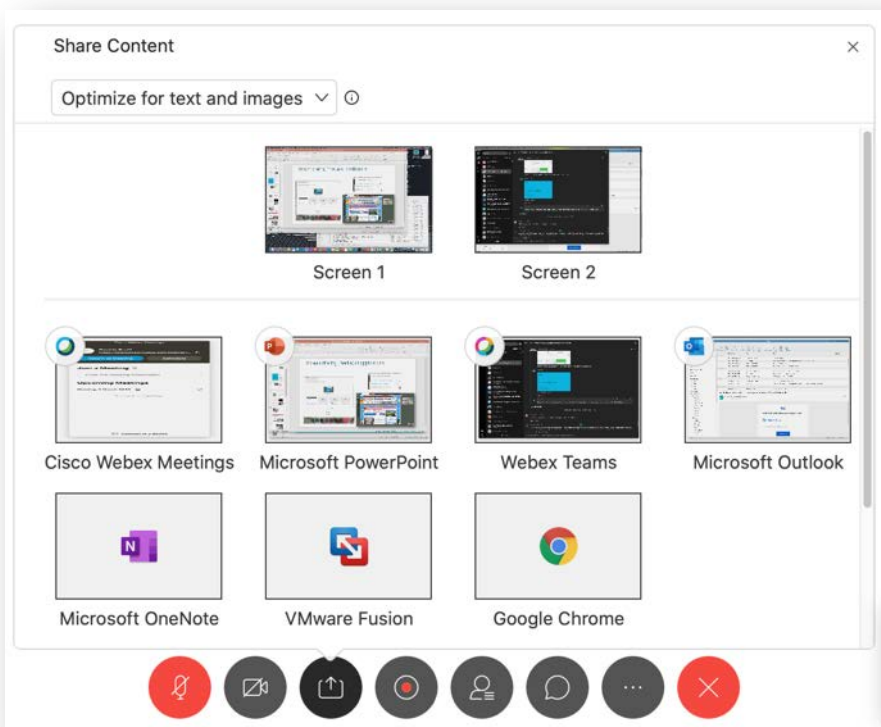 Share Content
Optimize for text and images
Screen 1
Screen 2
Cisco Webex Meetings
Microsoft PowerPoint
Webex Teams
Microsoft Outlook
Microsoft OneNote
VMware Fusion
Google Chrome